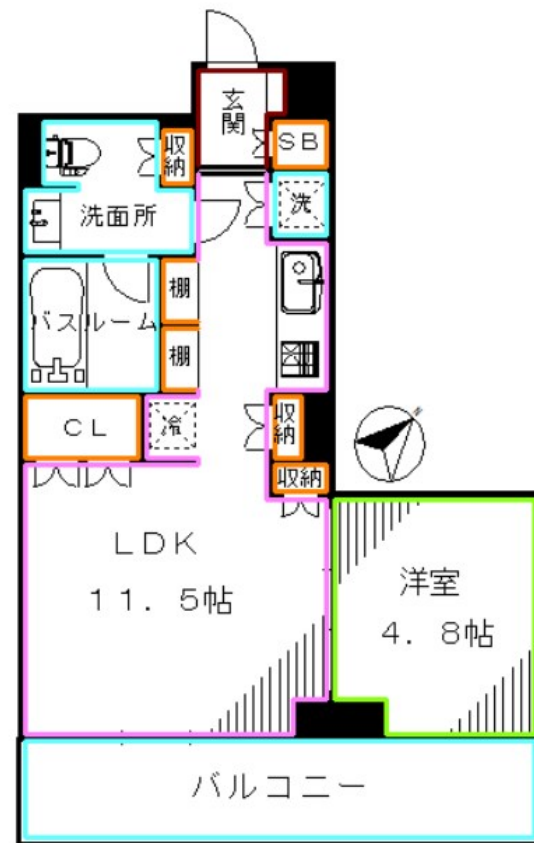 玄
関
収
納
SB
洗面所
洗
バスルーム
棚
棚
CL
冷
収
納
収納
LDK
11.5帖
洋室
4.8帖
バルコニー